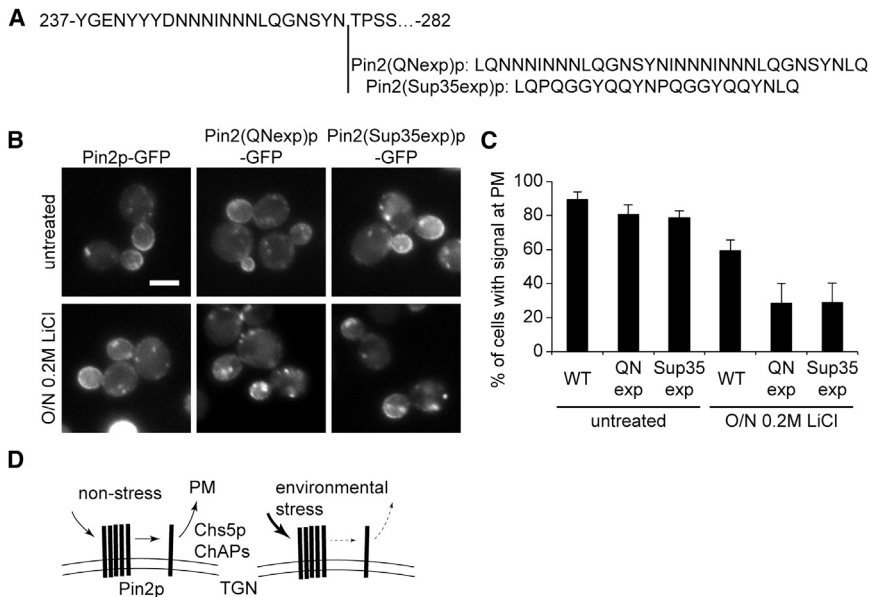 A 237-YGENYYYDNNNINNNLQGNSYN TPSS...-282
Pin2(QNexp)p: LQNNNINNNLQGNSYNINNNINNNLQGNSYNLQ
Pin2(Sup35exp)p: LQPQGGYQQYNPQGGYQQYNLQ
B
Pin2p-GFP
Pin2(QNexp)p
-GFP
Pin2(Sup35exp)p
-GFP
untreated
O/N 0.2M LiCl
C
% of cells with signal at PM
100
80
60
40
20
0
WT
QN
exp
Sup35
exp
WT
QN
exp
Sup35
exp
untreated
O/N 0.2M LiCl
D
non-stress
PM
Chs5p
ChAPs
environmental
stress
Pin2p
TGN